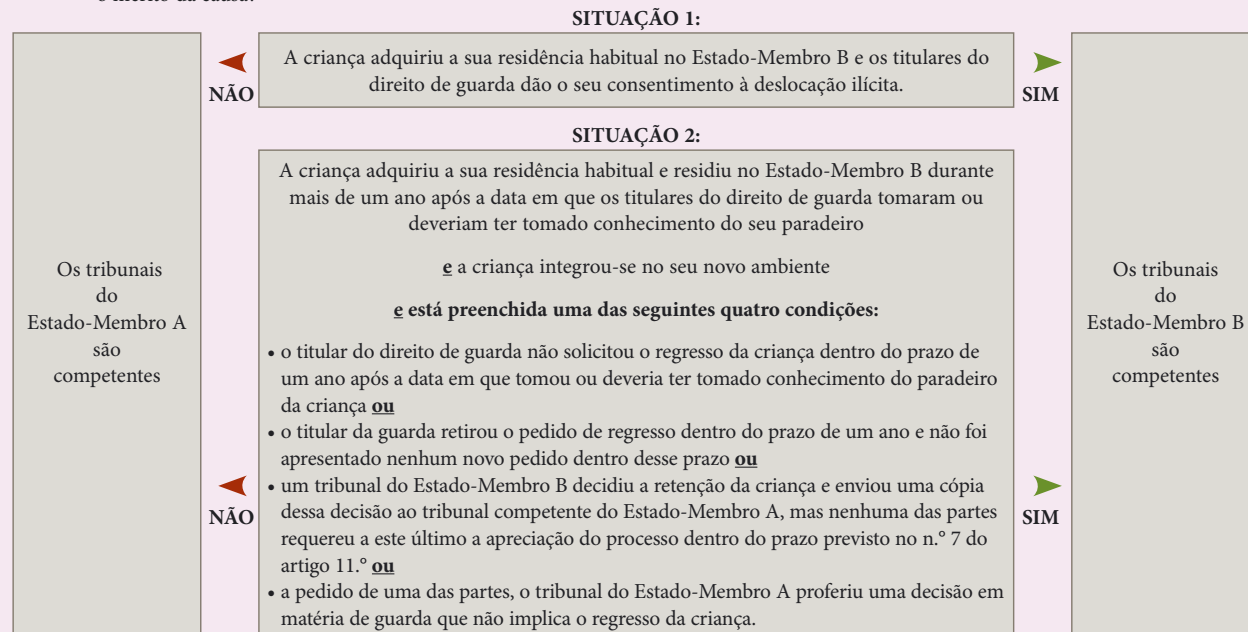 o mérito da causa.
SITUAÇÃO 1:
A criança adquiriu a sua residência habitual no Estado-Membro B e os titulares do
direito de guarda dão o seu consentimento à deslocação ilícita.
NÃO
SIM
SITUAÇÃO 2:
A criança adquiriu a sua residência habitual e residiu no Estado-Membro B durante
mais de um ano após a data em que os titulares do direito de guarda tomaram ou
deveriam ter tomado conhecimento do seu paradeiro
e a criança integrou-se no seu novo ambiente
e está preenchida uma das seguintes quatro condições:
• o titular do direito de guarda não solicitou o regresso da criança dentro do prazo de
um ano após a data em que tomou ou deveria ter tomado conhecimento do paradeiro
da criança ou
• o titular da guarda retirou o pedido de regresso dentro do prazo de um ano e não foi
apresentado nenhum novo pedido dentro desse prazo ou
• um tribunal do Estado-Membro B decidiu a retenção da criança e enviou uma cópia
dessa decisão ao tribunal competente do Estado-Membro A, mas nenhuma das partes
requereu a este último a apreciação do processo dentro do prazo previsto no n.° 7 do
artigo 11.° ou
• a pedido de uma das partes, o tribunal do Estado-Membro A proferiu uma decisão em
matéria de guarda que não implica o regresso da criança.
NÃO
SIM
Os tribunais
do
Estado-Membro A
são
competentes
Os tribunais
do
Estado-Membro B
são
competentes